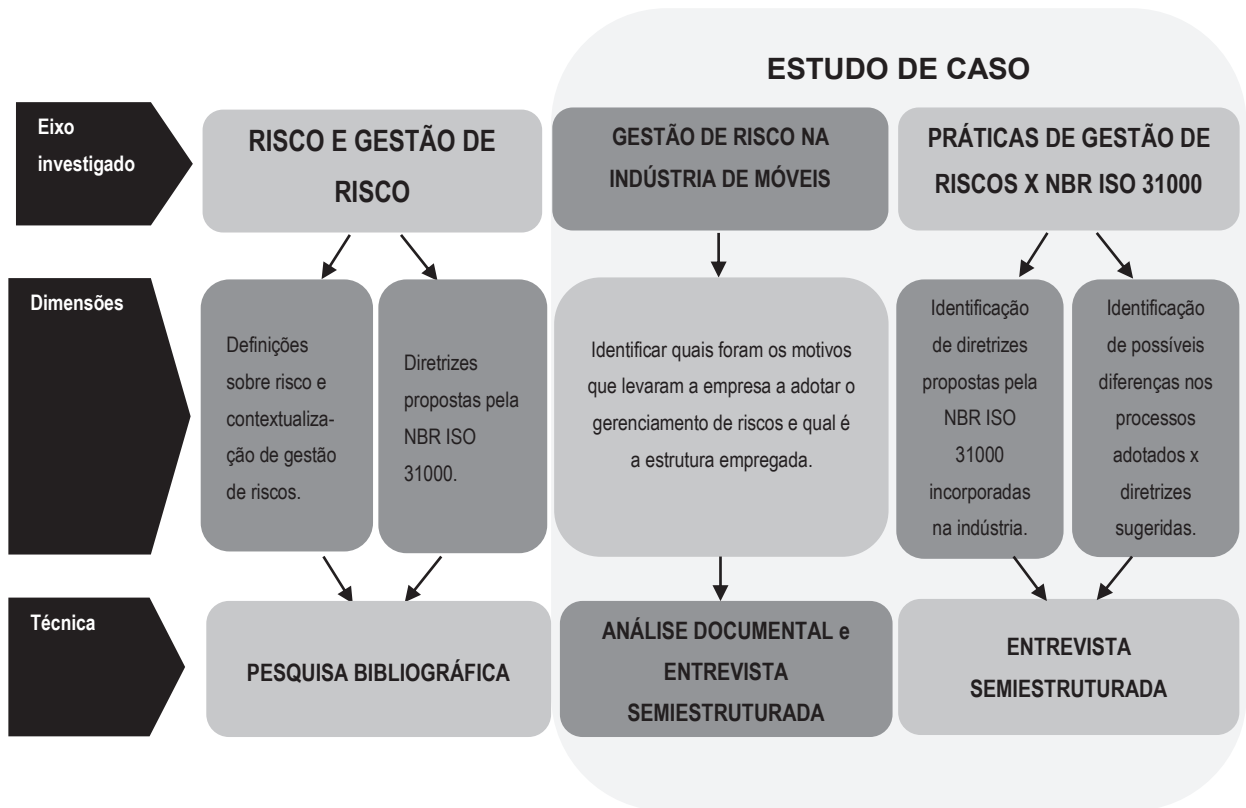 ESTUDO DE CASO
Eixo
investigado
RISCO E GESTÃO DE
RISCO
GESTÃO DE RISCO NA
INDÚSTRIA DE MÓVEIS
PRÁTICAS DE GESTÃO DE
RISCOS X NBR ISO 31000
Dimensões
Definições
sobre risco e
contextualiza-
ção de gestão
de riscos.
Diretrizes
propostas pela
NBR ISO
31000.
Identificar quais foram os motivos
que levaram a empresa a adotar o
gerenciamento de riscos e qual é
a estrutura empregada.
Identificação
de diretrizes
propostas pela
NBR ISO
31000
incorporadas
na indústria.
Identificação
de possíveis
diferenças nos
processos
adotados x
diretrizes
sugeridas.
Técnica
PESQUISA BIBLIOGRÁFICA
ANÁLISE DOCUMENTAL e
ENTREVISTA
SEMIESTRUTURADA
ENTREVISTA
SEMIESTRUTURADA